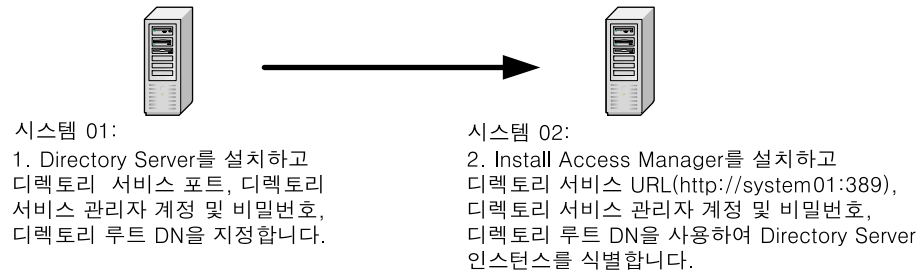 시스템 01:
1. Directory Server를 설치하고
디렉토리 서비스 포트, 디렉토리
서비스 관리자 계정 및 비밀번호,
디렉토리 루트 DN을 지정합니다.
시스템 02:
2. Install Access Manager를 설치하고
디렉토리 서비스 URL(http://system01:389),
디렉토리 서비스 관리자 계정 및 비밀번호,
디렉토리 루트 DN을 사용하여 Directory Server
인스턴스를 식별합니다.